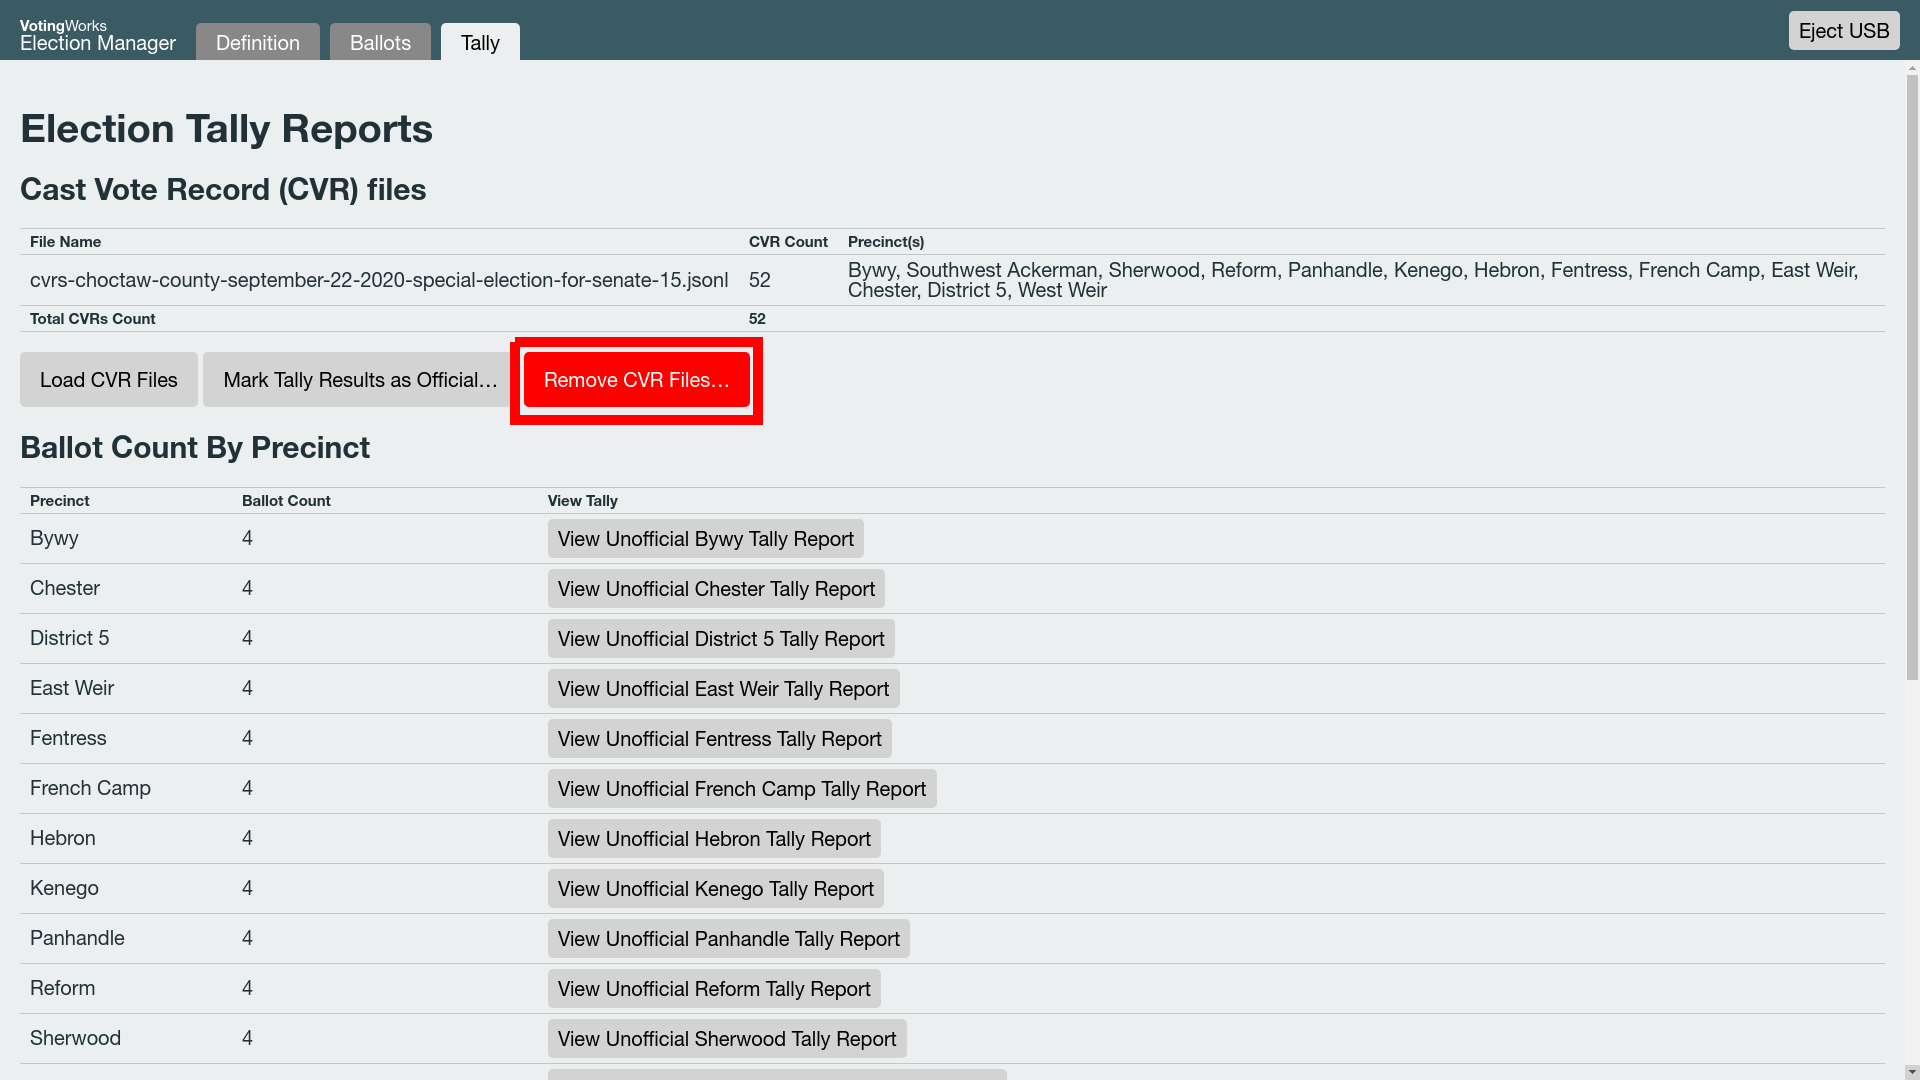 VotingWorks
Election Manager
Definition
Ballots
Tally
Eject USB
Election Tally Reports
Cast Vote Record (CVR) files
File Name CVR Count Precinct(s)
cvrs-choctaw-county-september-22-2020-special-election-for-senate-15.jsonl 52 Bywy, Southwest Ackerman, Sherwood, Reform, Panhandle, Kenego, Hebron, Fentress, French Camp, East Weir,
Chester, District 5, West Weir
Total CVRs Count 52
Load CVR Files Mark Tally Results as Official… Remove CVR Files…
Ballot Count By Precinct
Precinct Ballot Count View Tally
Bywy 4 View Unofficial Bywy Tally Report
Chester 4 View Unofficial Chester Tally Report
District 5 4 View Unofficial District 5 Tally Report
East Weir 4 View Unofficial East Weir Tally Report
Fentress 4 View Unofficial Fentress Tally Report
French Camp 4 View Unofficial French Camp Tally Report
Hebron 4 View Unofficial Hebron Tally Report
Kenego 4 View Unofficial Kenego Tally Report
Panhandle 4 View Unofficial Panhandle Tally Report
Reform 4 View Unofficial Reform Tally Report
Sherwood 4 View Unofficial Sherwood Tally Report